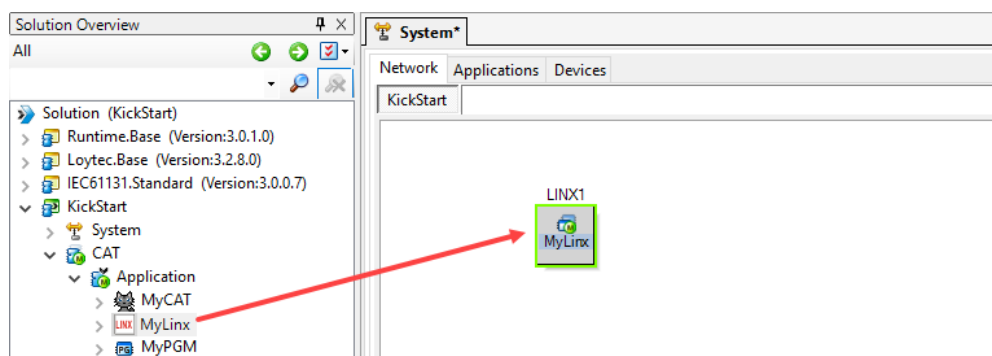 Solution Overview
All
Solution (KickStart)
Runtime.Base (Version:3.0.1.0)
Loytec.Base (Version:3.2.8.0)
IEC61131.Standard (Version:3.0.0.7)
KickStart
System
CAT
Application
MyCAT
LINX MyLinx
PG MyPGM
System*
Network Applications Devices
KickStart
LINX1
MyLinx